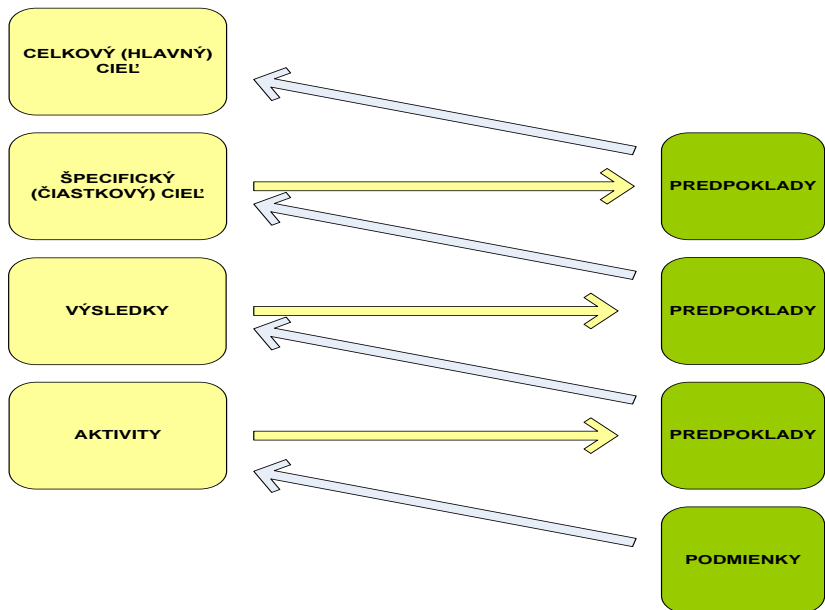 CELKOVÝ (HLAVNÝ)
CIEĽ
ŠPECIFICKÝ
(ČIASTKOVÝ) CIEĽ
PREDPOKLADY
VÝSLEDKY
PREDPOKLADY
AKTIVITY
PREDPOKLADY
PODMIENKY